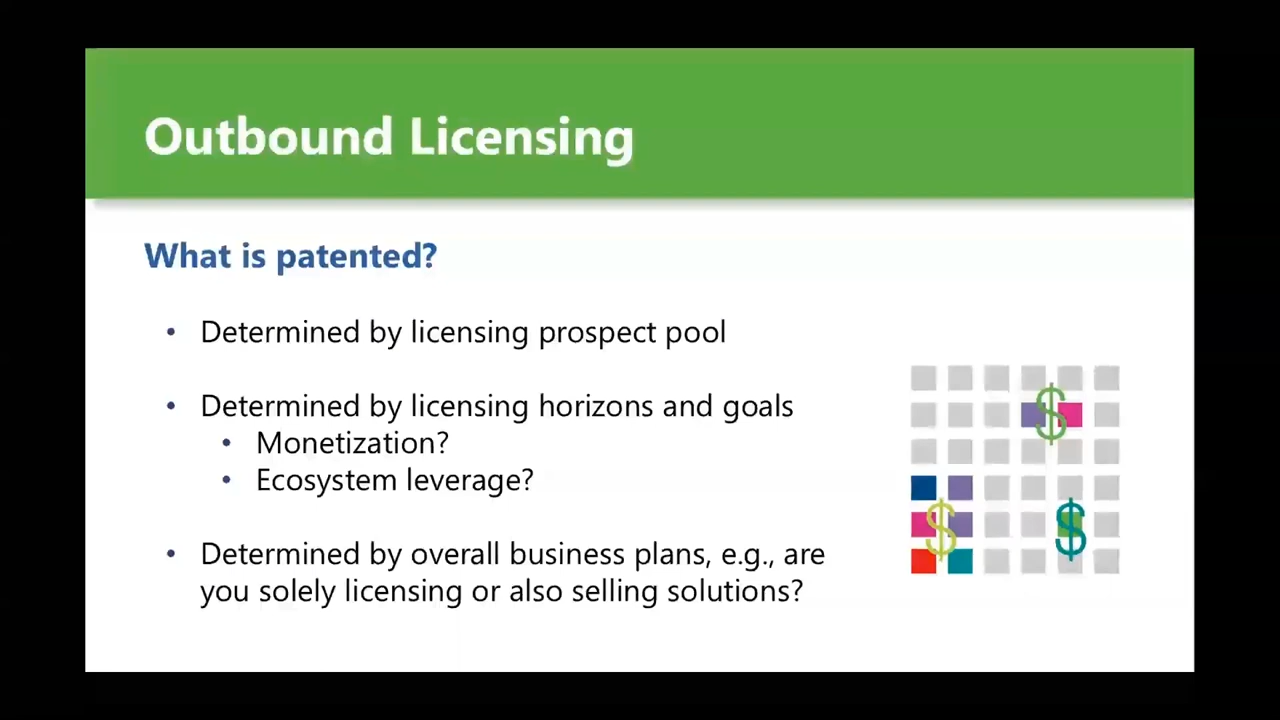 Outbound Licensing
What is patented?
• Determined by licensing prospect pool
• Determined by licensing horizons and goals
• Monetization?
• Ecosystem leverage?
• Determined by overall business plans, e.g., are
you solely licensing or also selling solutions?
$
$
$